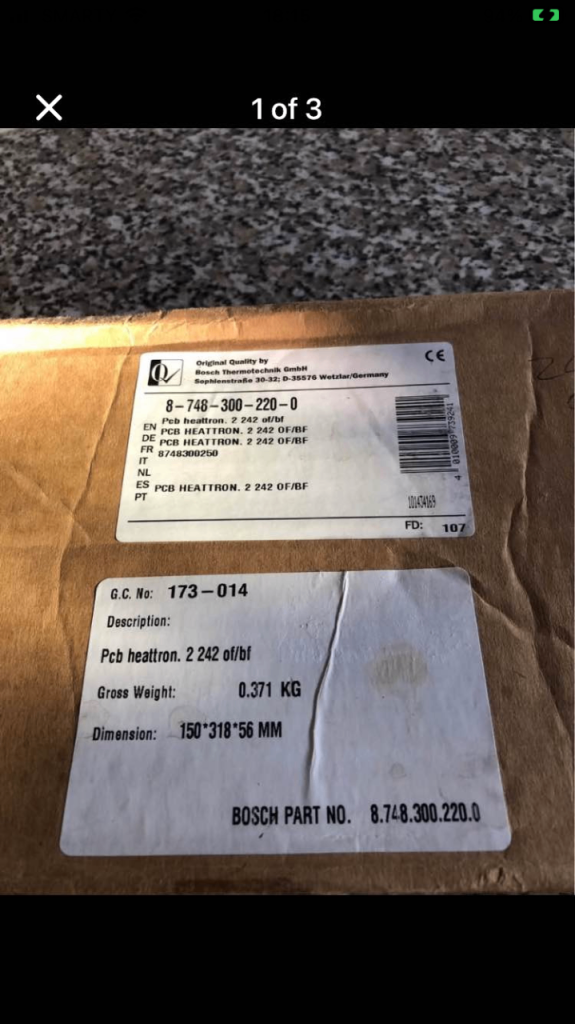 1 of 3
Original Quality by
Bosch Thermotechnik GmbH
Sophienstraße 30-32; D-35576 Wetzlar/Germany
CE
8-748-300-220-0
EN Pcb heattron. 2 242 of/bf
DE PCB HEATTRON. 2 242 OF/BF
FR PCB HEATTRON. 2 242 OF/BF
IT 8748300250
NL
ES PCB HEATTRON. 2 242 OF/BF
PT
4 010009 739241
101434169
FD: 107
G.C. No: 173-014
Description:
Pcb heattron. 2 242 of/bf
Gross Weight: 0.371 KG
Dimension: 150*318*56 MM
BOSCH PART NO. 8.748.300.220.0